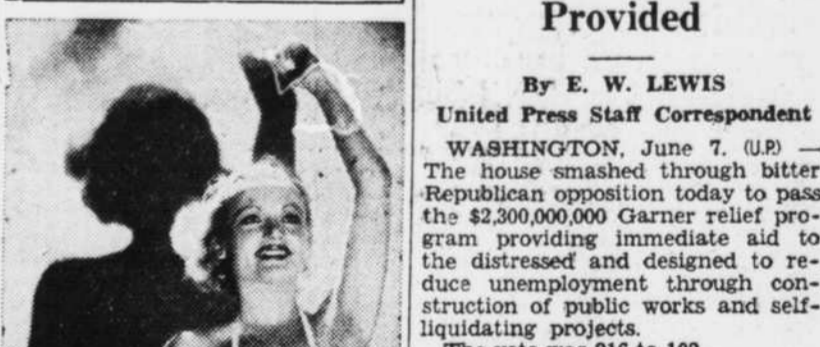 Provided
By E. W. LEWIS
United Press Staff Correspondent
WASHINGTON, June 7. (U.P.) —
The house smashed through bitter
Republican opposition today to pass
the $2,300,000,000 Garner relief pro-
gram providing immediate aid to
the distressed and designed to re-
duce unemployment through con-
struction of public works and self-
liquidating projects.